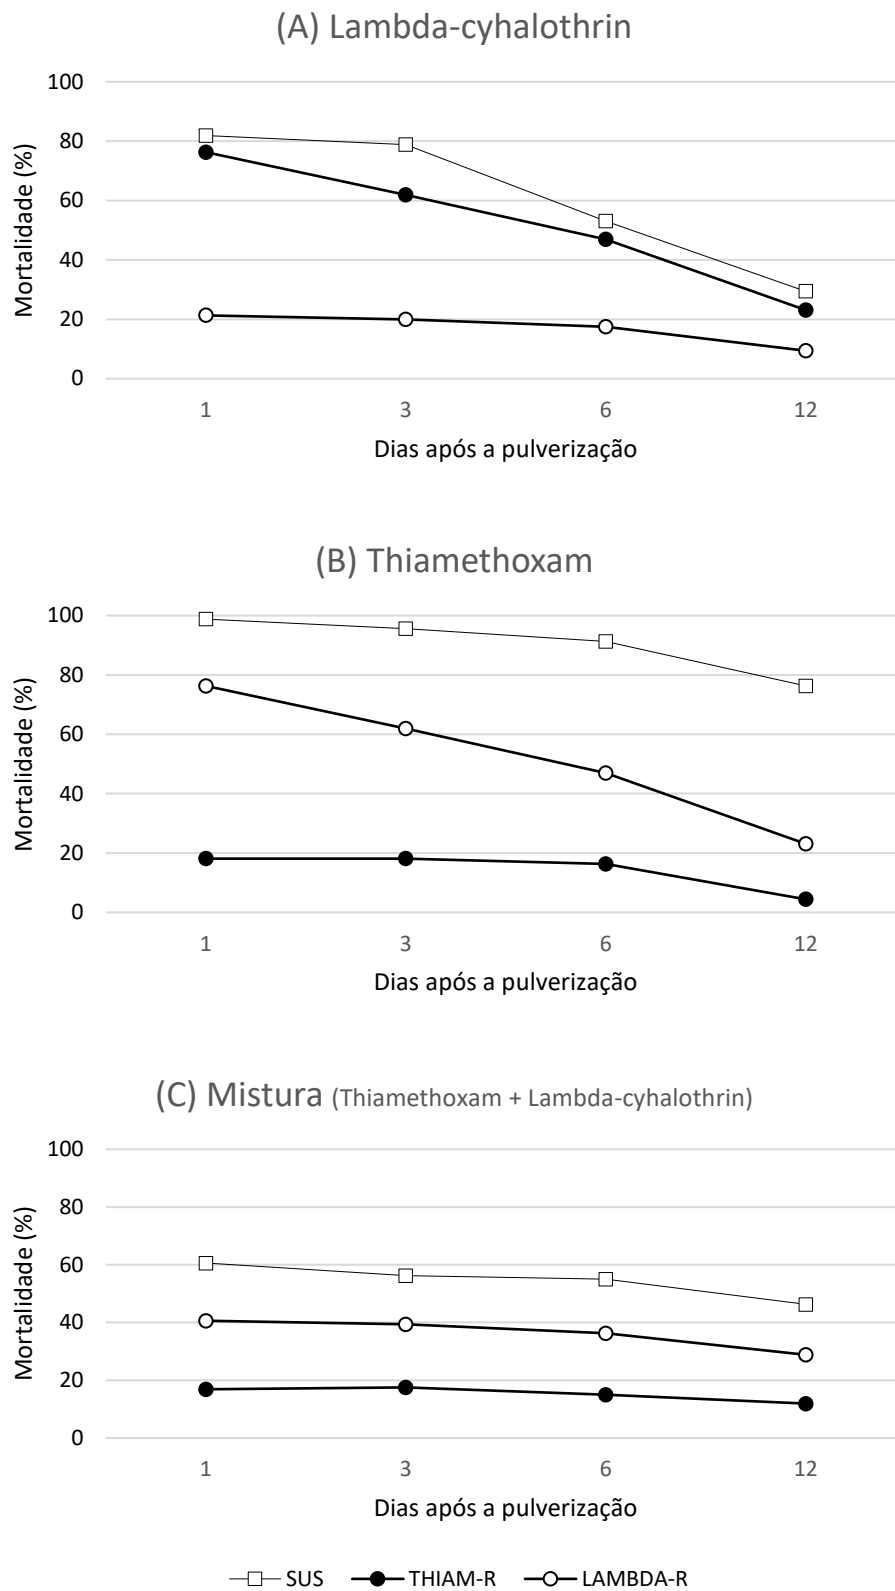 (A) Lambda-cyhalothrin
Mortalidade (%)
100
80
60
40
20
0
1 3 6 12
Dias após a pulverização
(B) Thiamethoxam
Mortalidade (%)
100
80
60
40
20
0
1 3 6 12
Dias após a pulverização
(C) Mistura (Thiamethoxam + Lambda-cyhalothrin)
Mortalidade (%)
100
80
60
40
20
0
1 3 6 12
Dias após a pulverização
SUS THIAM-R LAMBDA-R